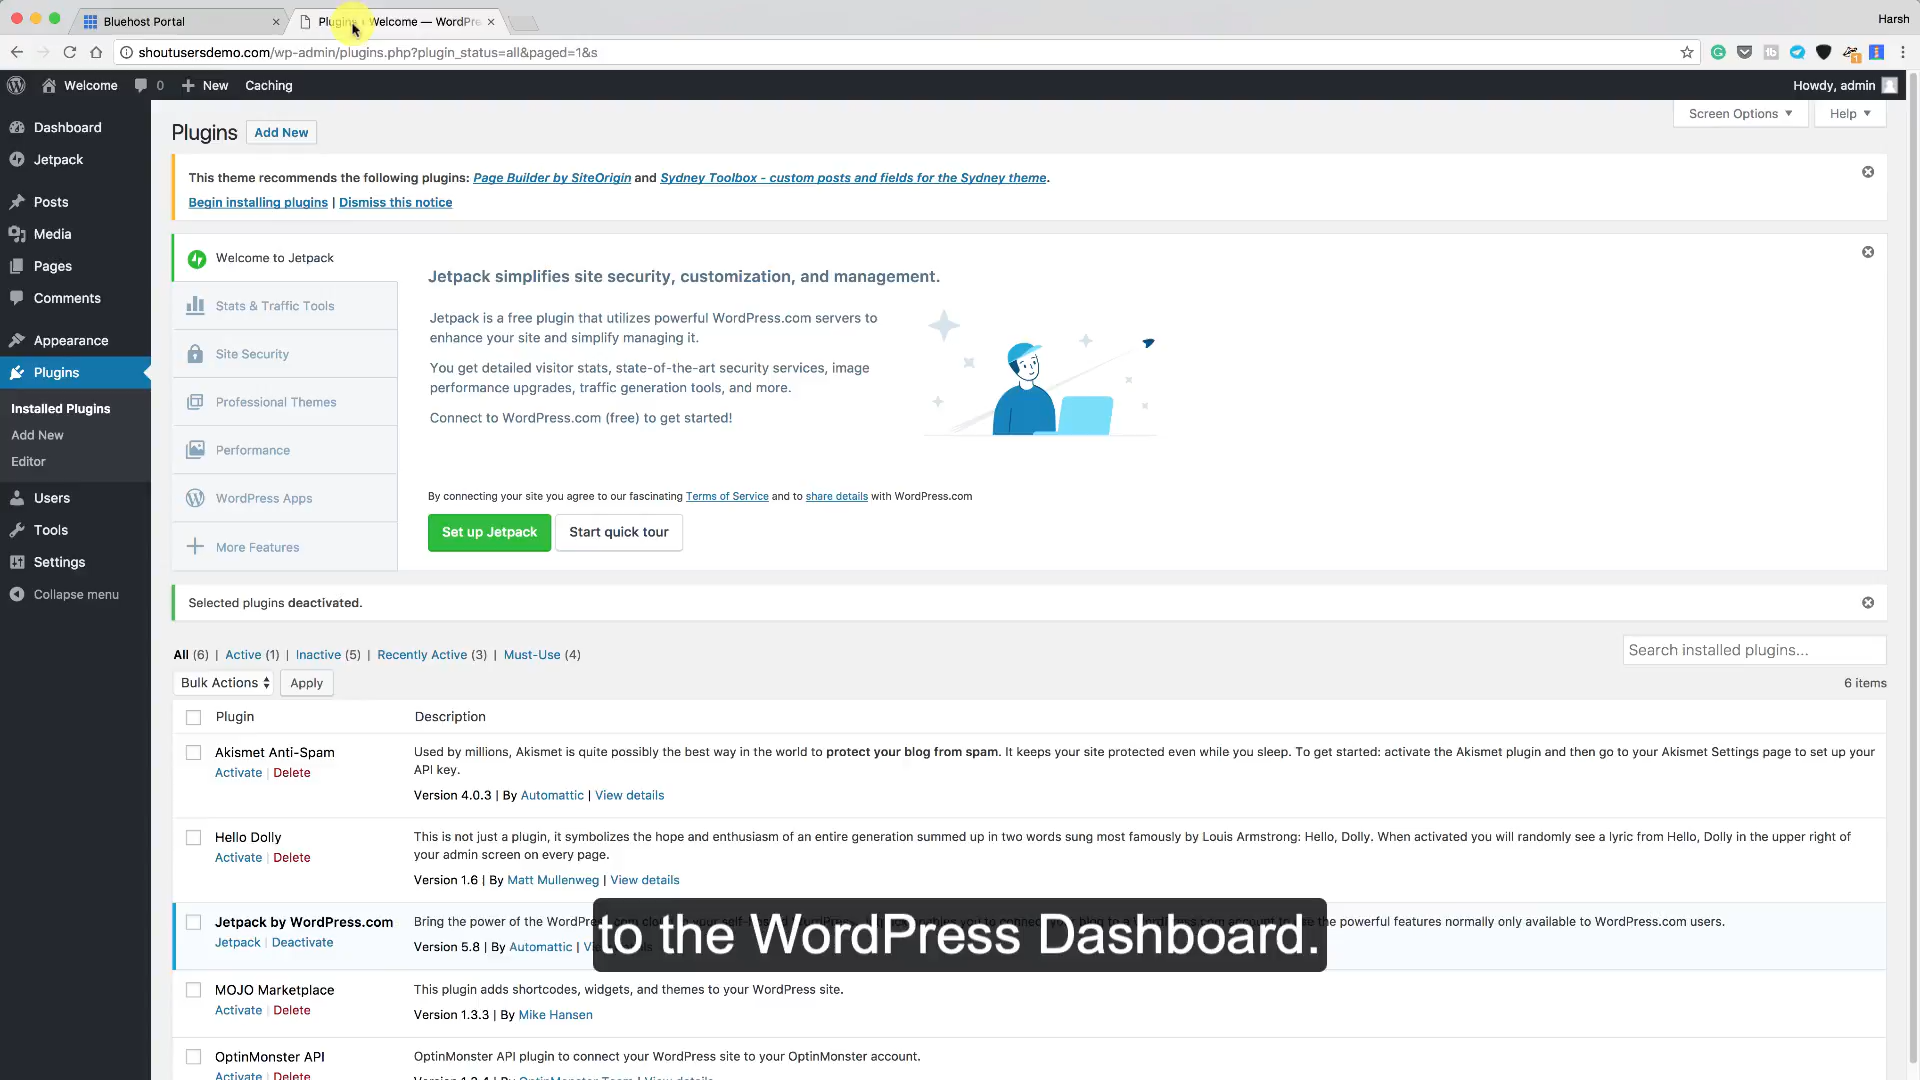 Bluehost Portal
Plugins ‹ Welcome — WordPre
Harsh
shoutusersdemo.com/wp-admin/plugins.php?plugin_status=all&paged=1&s
Welcome 0 New Caching
Howdy, admin
Dashboard
Jetpack
Posts
Media
Pages
Comments
Appearance
Plugins
Installed Plugins
Add New
Editor
Users
Tools
Settings
Collapse menu
Screen Options
Help
Plugins Add New
This theme recommends the following plugins: Page Builder by SiteOrigin and Sydney Toolbox - custom posts and fields for the Sydney theme.
Begin installing plugins | Dismiss this notice
Welcome to Jetpack
Stats & Traffic Tools
Site Security
Professional Themes
Performance
WordPress Apps
More Features
Jetpack simplifies site security, customization, and management.
Jetpack is a free plugin that utilizes powerful WordPress.com servers to
enhance your site and simplify managing it.
You get detailed visitor stats, state-of-the-art security services, image
performance upgrades, traffic generation tools, and more.
Connect to WordPress.com (free) to get started!
By connecting your site you agree to our fascinating Terms of Service and to share details with WordPress.com
Set up Jetpack Start quick tour
Selected plugins deactivated.
All (6) | Active (1) | Inactive (5) | Recently Active (3) | Must-Use (4)
Search installed plugins...
Bulk Actions Apply
6 items
Plugin Description
Akismet Anti-Spam
Activate | Delete
Used by millions, Akismet is quite possibly the best way in the world to protect your blog from spam. It keeps your site protected even while you sleep. To get started: activate the Akismet plugin and then go to your Akismet Settings page to set up your
API key.
Version 4.0.3 | By Automattic | View details
Hello Dolly
Activate | Delete
This is not just a plugin, it symbolizes the hope and enthusiasm of an entire generation summed up in two words sung most famously by Louis Armstrong: Hello, Dolly. When activated you will randomly see a lyric from Hello, Dolly in the upper right of
your admin screen on every page.
Version 1.6 | By Matt Mullenweg | View details
Jetpack by WordPress.com
Jetpack | Deactivate
Bring the power of the the powerful features normally only available to WordPress.com users.
Version 5.8 | By Automattic |
to the WordPress Dashboard.
MOJO Marketplace
Activate | Delete
This plugin adds shortcodes, widgets, and themes to your WordPress site.
Version 1.3.3 | By Mike Hansen
OptinMonster API
Activate | Delete
OptinMonster API plugin to connect your WordPress site to your OptinMonster account.